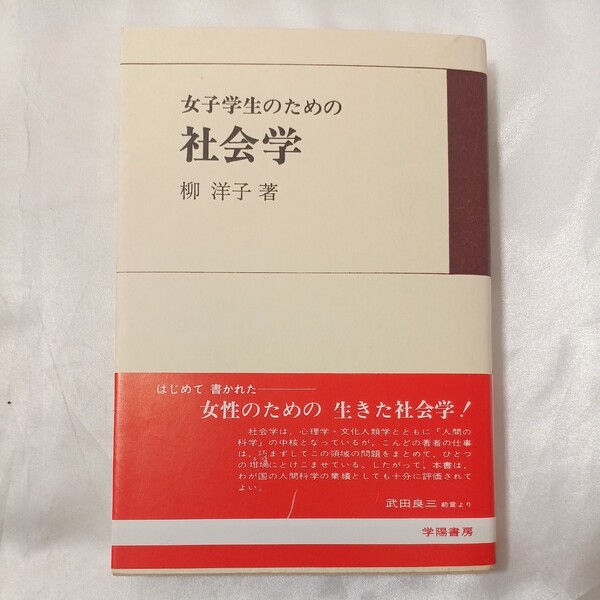 女子学生のための
社会学
柳 洋子 著
はじめて 書かれた――
女性のための 生きた社会学!
社会学は、心理学・文化人類学とともに「人間の
科学」の中核となっているが、こんどの著者の仕事
は、巧まずしてこの領域の問題をまとめて、ひとつ
の坩堝にとけこませている。したがって、本書は、
わが国の人間科学の業績としても十分に評価されて
よい。
武田良三 前言より
学陽書房